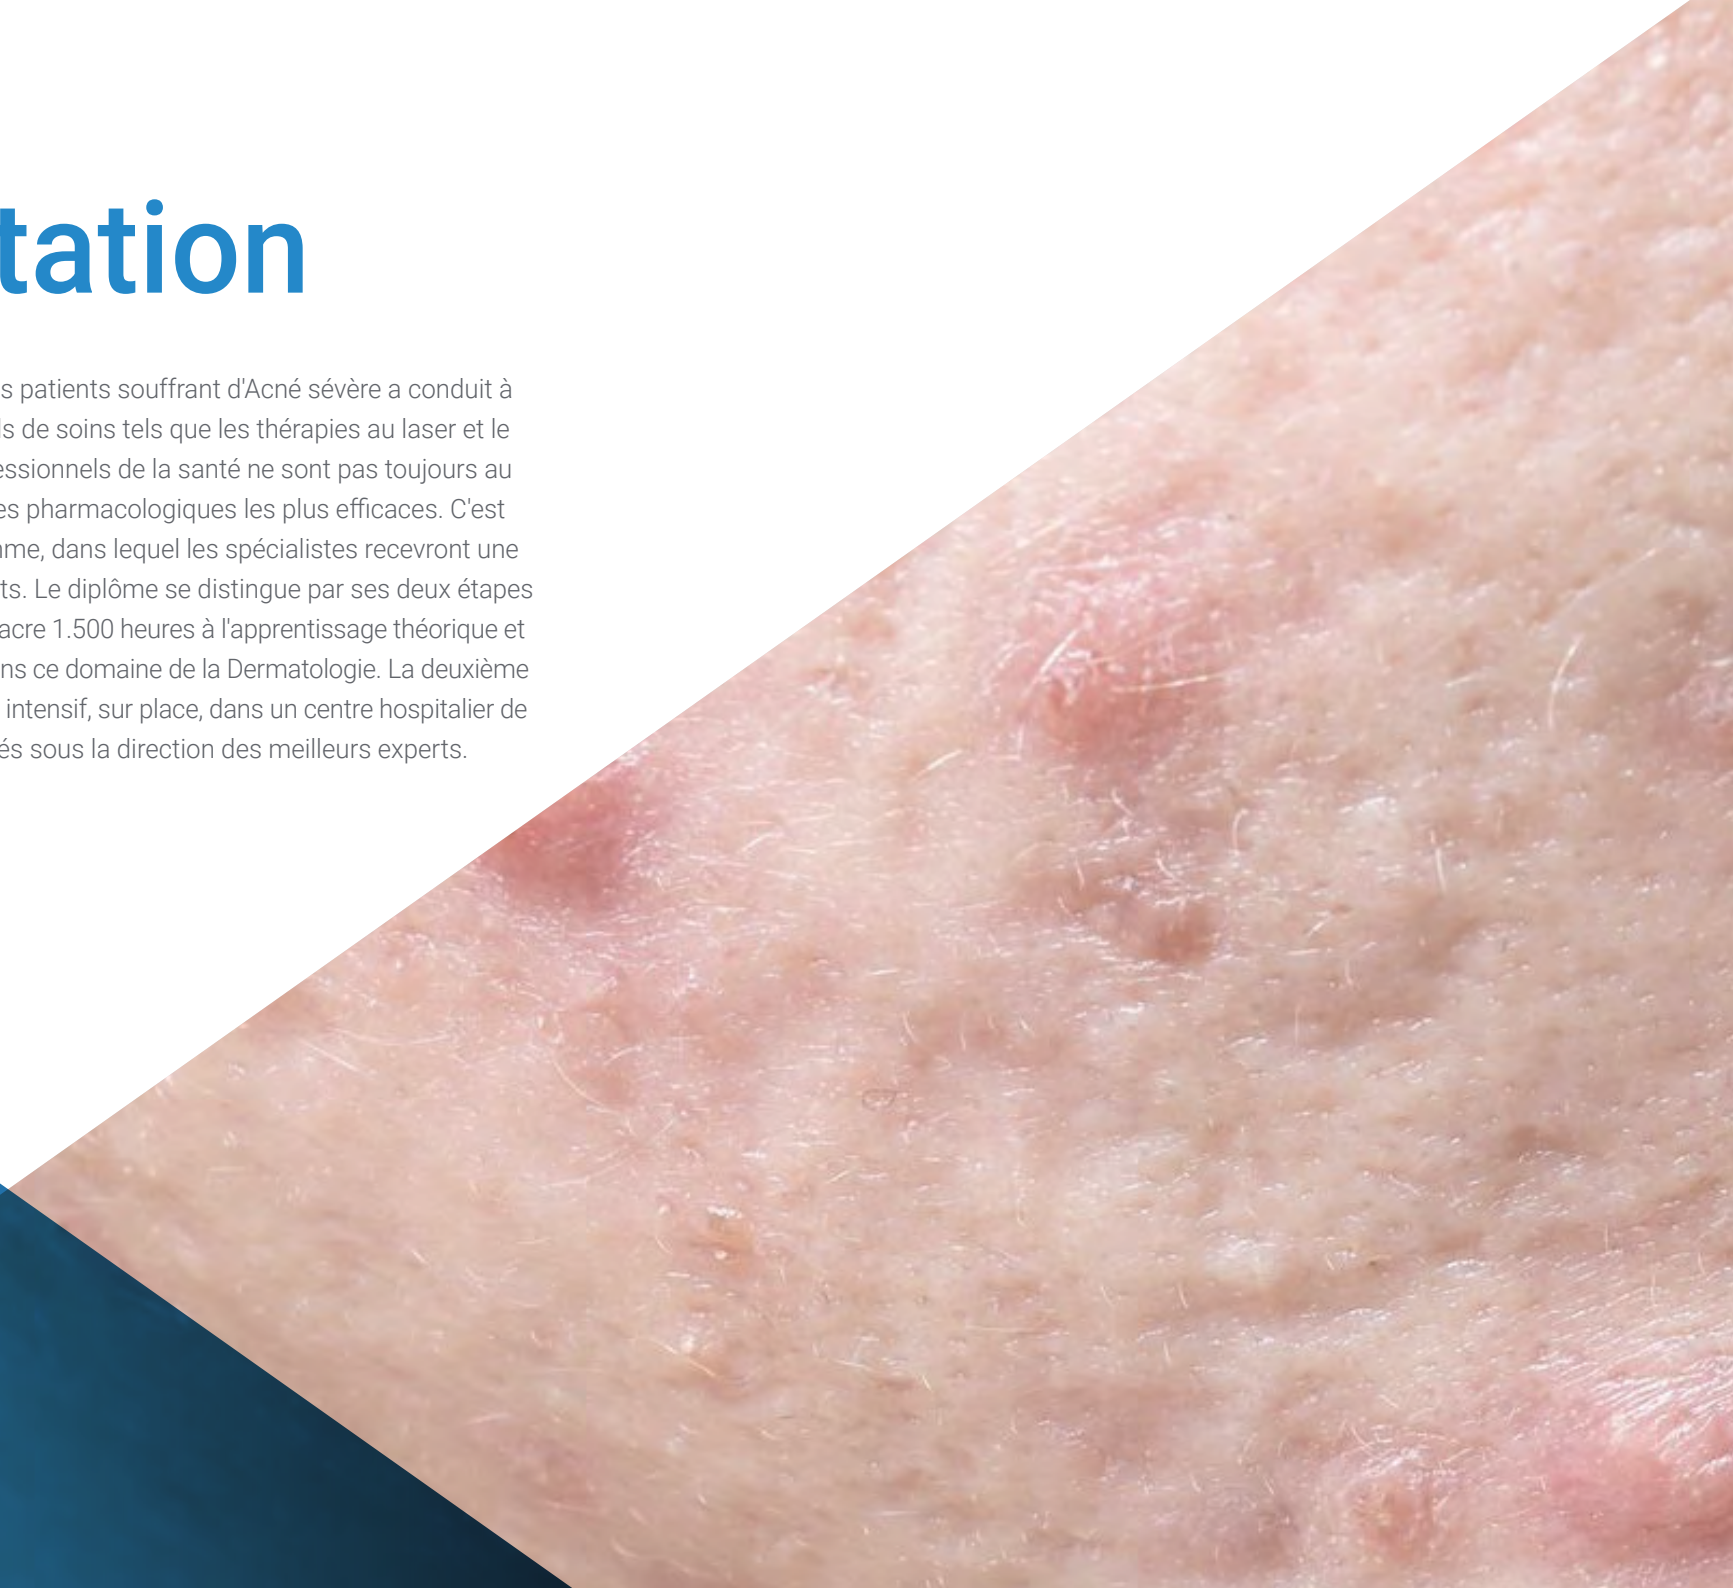 tation
s patients souffrant d'Acné sévère a conduit à
ls de soins tels que les thérapies au laser et le
essionnels de la santé ne sont pas toujours au
es pharmacologiques les plus efficaces. C'est
me, dans lequel les spécialistes recevront une
ts. Le diplôme se distingue par ses deux étapes
acre 1.500 heures à l'apprentissage théorique et
ns ce domaine de la Dermatologie. La deuxième
intensif, sur place, dans un centre hospitalier de
és sous la direction des meilleurs experts.